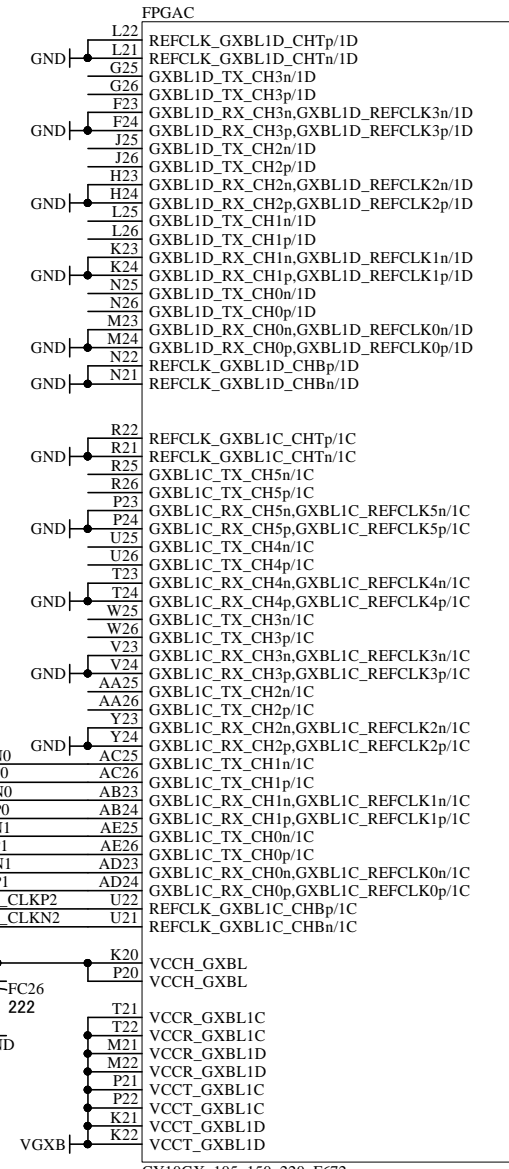 FPGAC
L22 REFCLK_GXBL1D_CHTp/1D
GND L21 REFCLK_GXBL1D_CHTn/1D
G25 GXBL1D_TX_CH3n/1D
G26 GXBL1D_TX_CH3p/1D
F23 GXBL1D_RX_CH3n,GXBL1D_REFCLK3n/1D
GND F24 GXBL1D_RX_CH3p,GXBL1D_REFCLK3p/1D
J25 GXBL1D_TX_CH2n/1D
J26 GXBL1D_TX_CH2p/1D
H23 GXBL1D_RX_CH2n,GXBL1D_REFCLK2n/1D
GND H24 GXBL1D_RX_CH2p,GXBL1D_REFCLK2p/1D
L25 GXBL1D_TX_CH1n/1D
L26 GXBL1D_TX_CH1p/1D
K23 GXBL1D_RX_CH1n,GXBL1D_REFCLK1n/1D
GND K24 GXBL1D_RX_CH1p,GXBL1D_REFCLK1p/1D
N25 GXBL1D_TX_CH0n/1D
N26 GXBL1D_TX_CH0p/1D
M23 GXBL1D_RX_CH0n,GXBL1D_REFCLK0n/1D
GND M24 GXBL1D_RX_CH0p,GXBL1D_REFCLK0p/1D
N22 REFCLK_GXBL1D_CHBp/1D
GND N21 REFCLK_GXBL1D_CHBn/1D
R22 REFCLK_GXBL1C_CHTp/1C
GND R21 REFCLK_GXBL1C_CHTn/1C
R25 GXBL1C_TX_CH5n/1C
R26 GXBL1C_TX_CH5p/1C
P23 GXBL1C_RX_CH5n,GXBL1C_REFCLK5n/1C
GND P24 GXBL1C_RX_CH5p,GXBL1C_REFCLK5p/1C
U25 GXBL1C_TX_CH4n/1C
U26 GXBL1C_TX_CH4p/1C
T23 GXBL1C_RX_CH4n,GXBL1C_REFCLK4n/1C
GND T24 GXBL1C_RX_CH4p,GXBL1C_REFCLK4p/1C
W25 GXBL1C_TX_CH3n/1C
W26 GXBL1C_TX_CH3p/1C
V23 GXBL1C_RX_CH3n,GXBL1C_REFCLK3n/1C
GND V24 GXBL1C_RX_CH3p,GXBL1C_REFCLK3p/1C
AA25 GXBL1C_TX_CH2n/1C
AA26 GXBL1C_TX_CH2p/1C
Y23 GXBL1C_RX_CH2n,GXBL1C_REFCLK2n/1C
GND Y24 GXBL1C_RX_CH2p,GXBL1C_REFCLK2p/1C
AC25 GXBL1C_TX_CH1n/1C
AC26 GXBL1C_TX_CH1p/1C
AB23 GXBL1C_RX_CH1n,GXBL1C_REFCLK1n/1C
AB24 GXBL1C_RX_CH1p,GXBL1C_REFCLK1p/1C
AE25 GXBL1C_TX_CH0n/1C
AE26 GXBL1C_TX_CH0p/1C
AD23 GXBL1C_RX_CH0n,GXBL1C_REFCLK0n/1C
AD24 GXBL1C_RX_CH0p,GXBL1C_REFCLK0p/1C
_CLKP2 U22 REFCLK_GXBL1C_CHBp/1C
_CLKN2 U21 REFCLK_GXBL1C_CHBn/1C
K20 VCCH_GXBL
P20 VCCH_GXBL
FC26
222
T21 VCCR_GXBL1C
T22 VCCR_GXBL1C
M21 VCCR_GXBL1D
M22 VCCR_GXBL1D
P21 VCCT_GXBL1C
P22 VCCT_GXBL1C
K21 VCCT_GXBL1D
VGXB K22 VCCT_GXBL1D